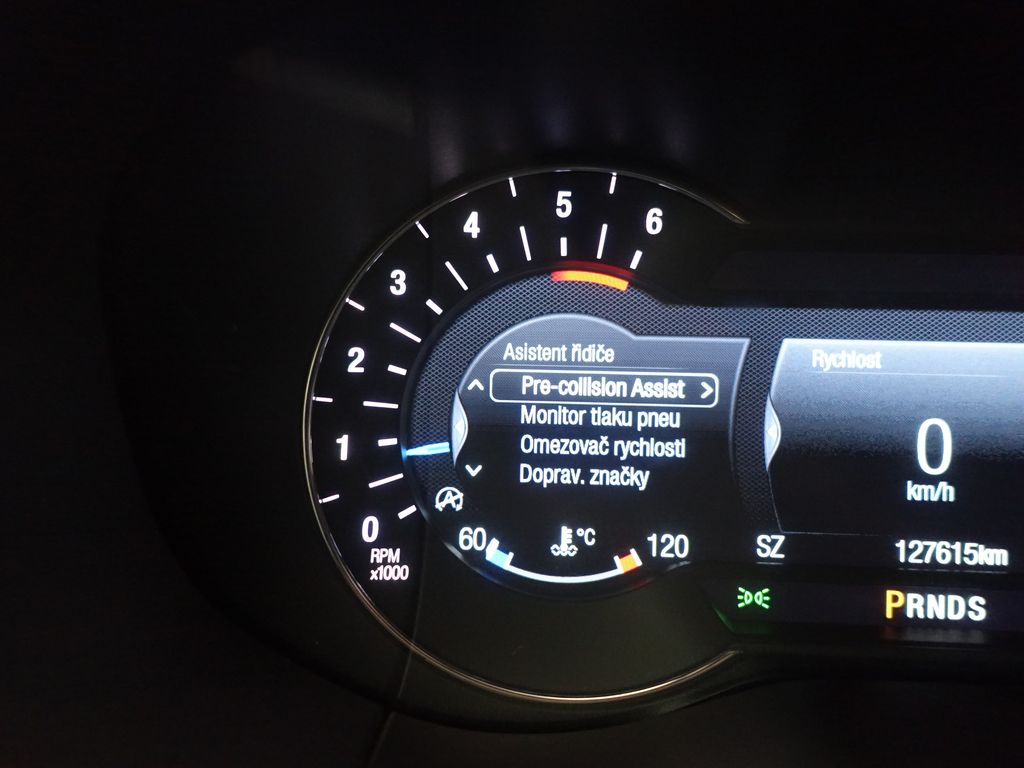 0
1
2
3
4
5
6
RPM
x1000
Asistent řidiče
Pre-collision Assist
Monitor tlaku pneu
Omezovač rychlosti
Doprav. značky
A
60
°C
120
Rychlost
0
km/h
SZ
127615km
PRNDS